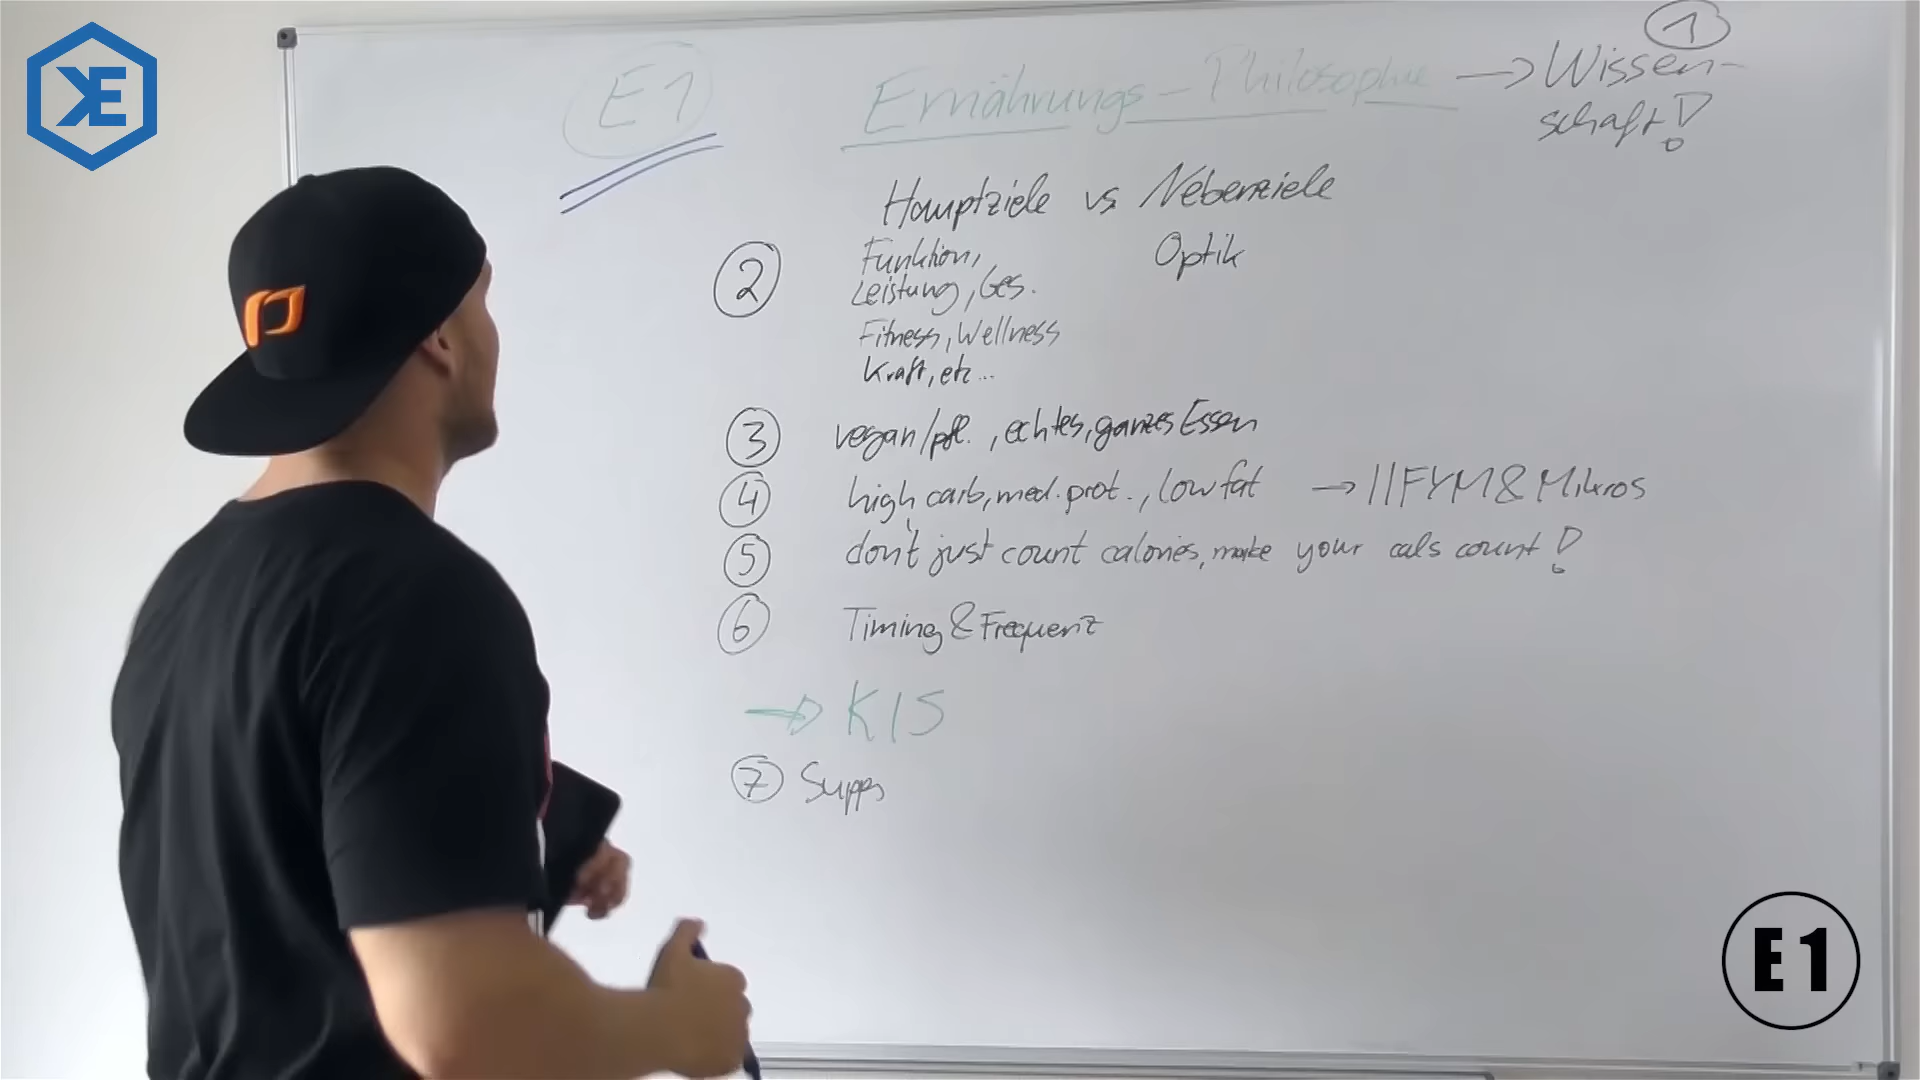 KE
E1
Ernährungs-Philosophie → Wissen-
schaft!
1
Hauptziele vs Nebenziele
2
Funktion, Optik
Leistung, Ges.
Fitness, Wellness
Kraft, etc...
3 vegan/pfl., echtes, ganzes Essen
4 high carb, med. prot., low fat → IIFYM & Mikros
5 don't just count calories, make your cals count!
6 Timing & Frequenz
→ KIS
7 Supps
E1